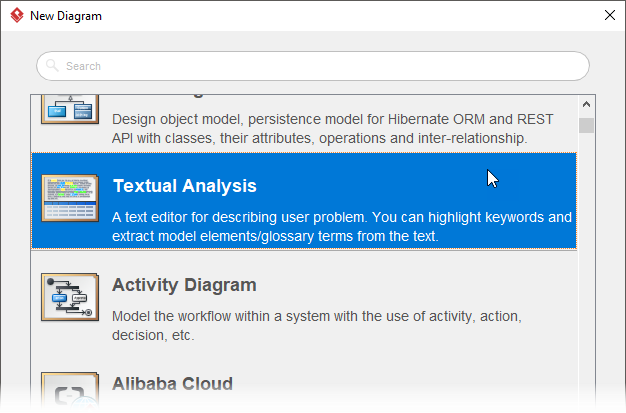 New Diagram
Search
Design object model, persistence model for Hibernate ORM and REST
API with classes, their attributes, operations and inter-relationship.
Textual Analysis
A text editor for describing user problem. You can highlight keywords and
extract model elements/glossary terms from the text.
Activity Diagram
Model the workflow within a system with the use of activity, action,
decision, etc.
Alibaba Cloud